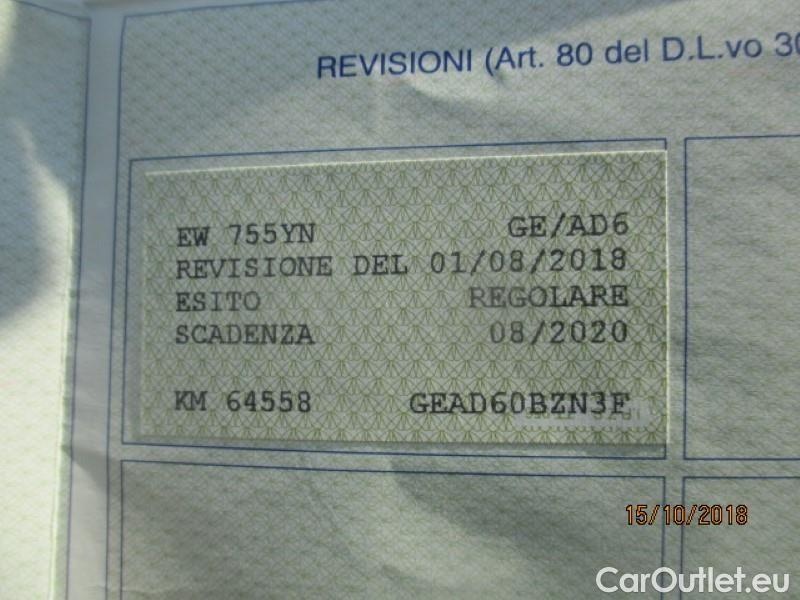 REVISIONI (Art. 80 del D.L.vo 30
EW 755YN GE/AD6
REVISIONE DEL 01/08/2018
ESITO REGOLARE
SCADENZA 08/2020
KM 64558 GEAD60BZN3F
15/10/2018
CarOutlet.eu